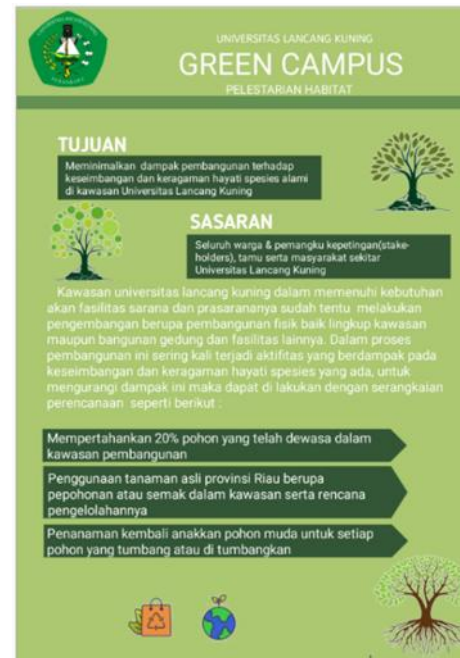 UNIVERSITAS LANCANG KUNING
GREEN CAMPUS
PELESTARIAN HABITAT
TUJUAN
Meminimalkan dampak pembangunan terhadap
keseimbangan dan keragaman hayati spesies alami
di kawasan Universitas Lancang Kuning
SASARAN
Seluruh warga & pemangku kepetingan(stake-
holders), tamu serta masyarakat sekitar
Universitas Lancang Kuning
Kawasan universitas lancang kuning dalam memenuhi kebutuhan
akan fasilitas sarana dan prasarananya sudah tentu melakukan
pengembangan berupa pembangunan fisik baik lingkup kawasan
maupun bangunan gedung dan fasilitas lainnya. Dalam proses
pembangunan ini sering kali terjadi aktifitas yang berdampak pada
keseimbangan dan keragaman hayati spesies yang ada, untuk
mengurangi dampak ini maka dapat di lakukan dengan serangkaian
perencanaan seperti berikut :
Mempertahankan 20% pohon yang telah dewasa dalam
kawasan pembangunan
Penggunaan tanaman asli provinsi Riau berupa
pepohonan atau semak dalam kawasan serta rencana
pengelolahannya
Penanaman kembali anakkan pohon muda untuk setiap
pohon yang tumbang atau di tumbangkan